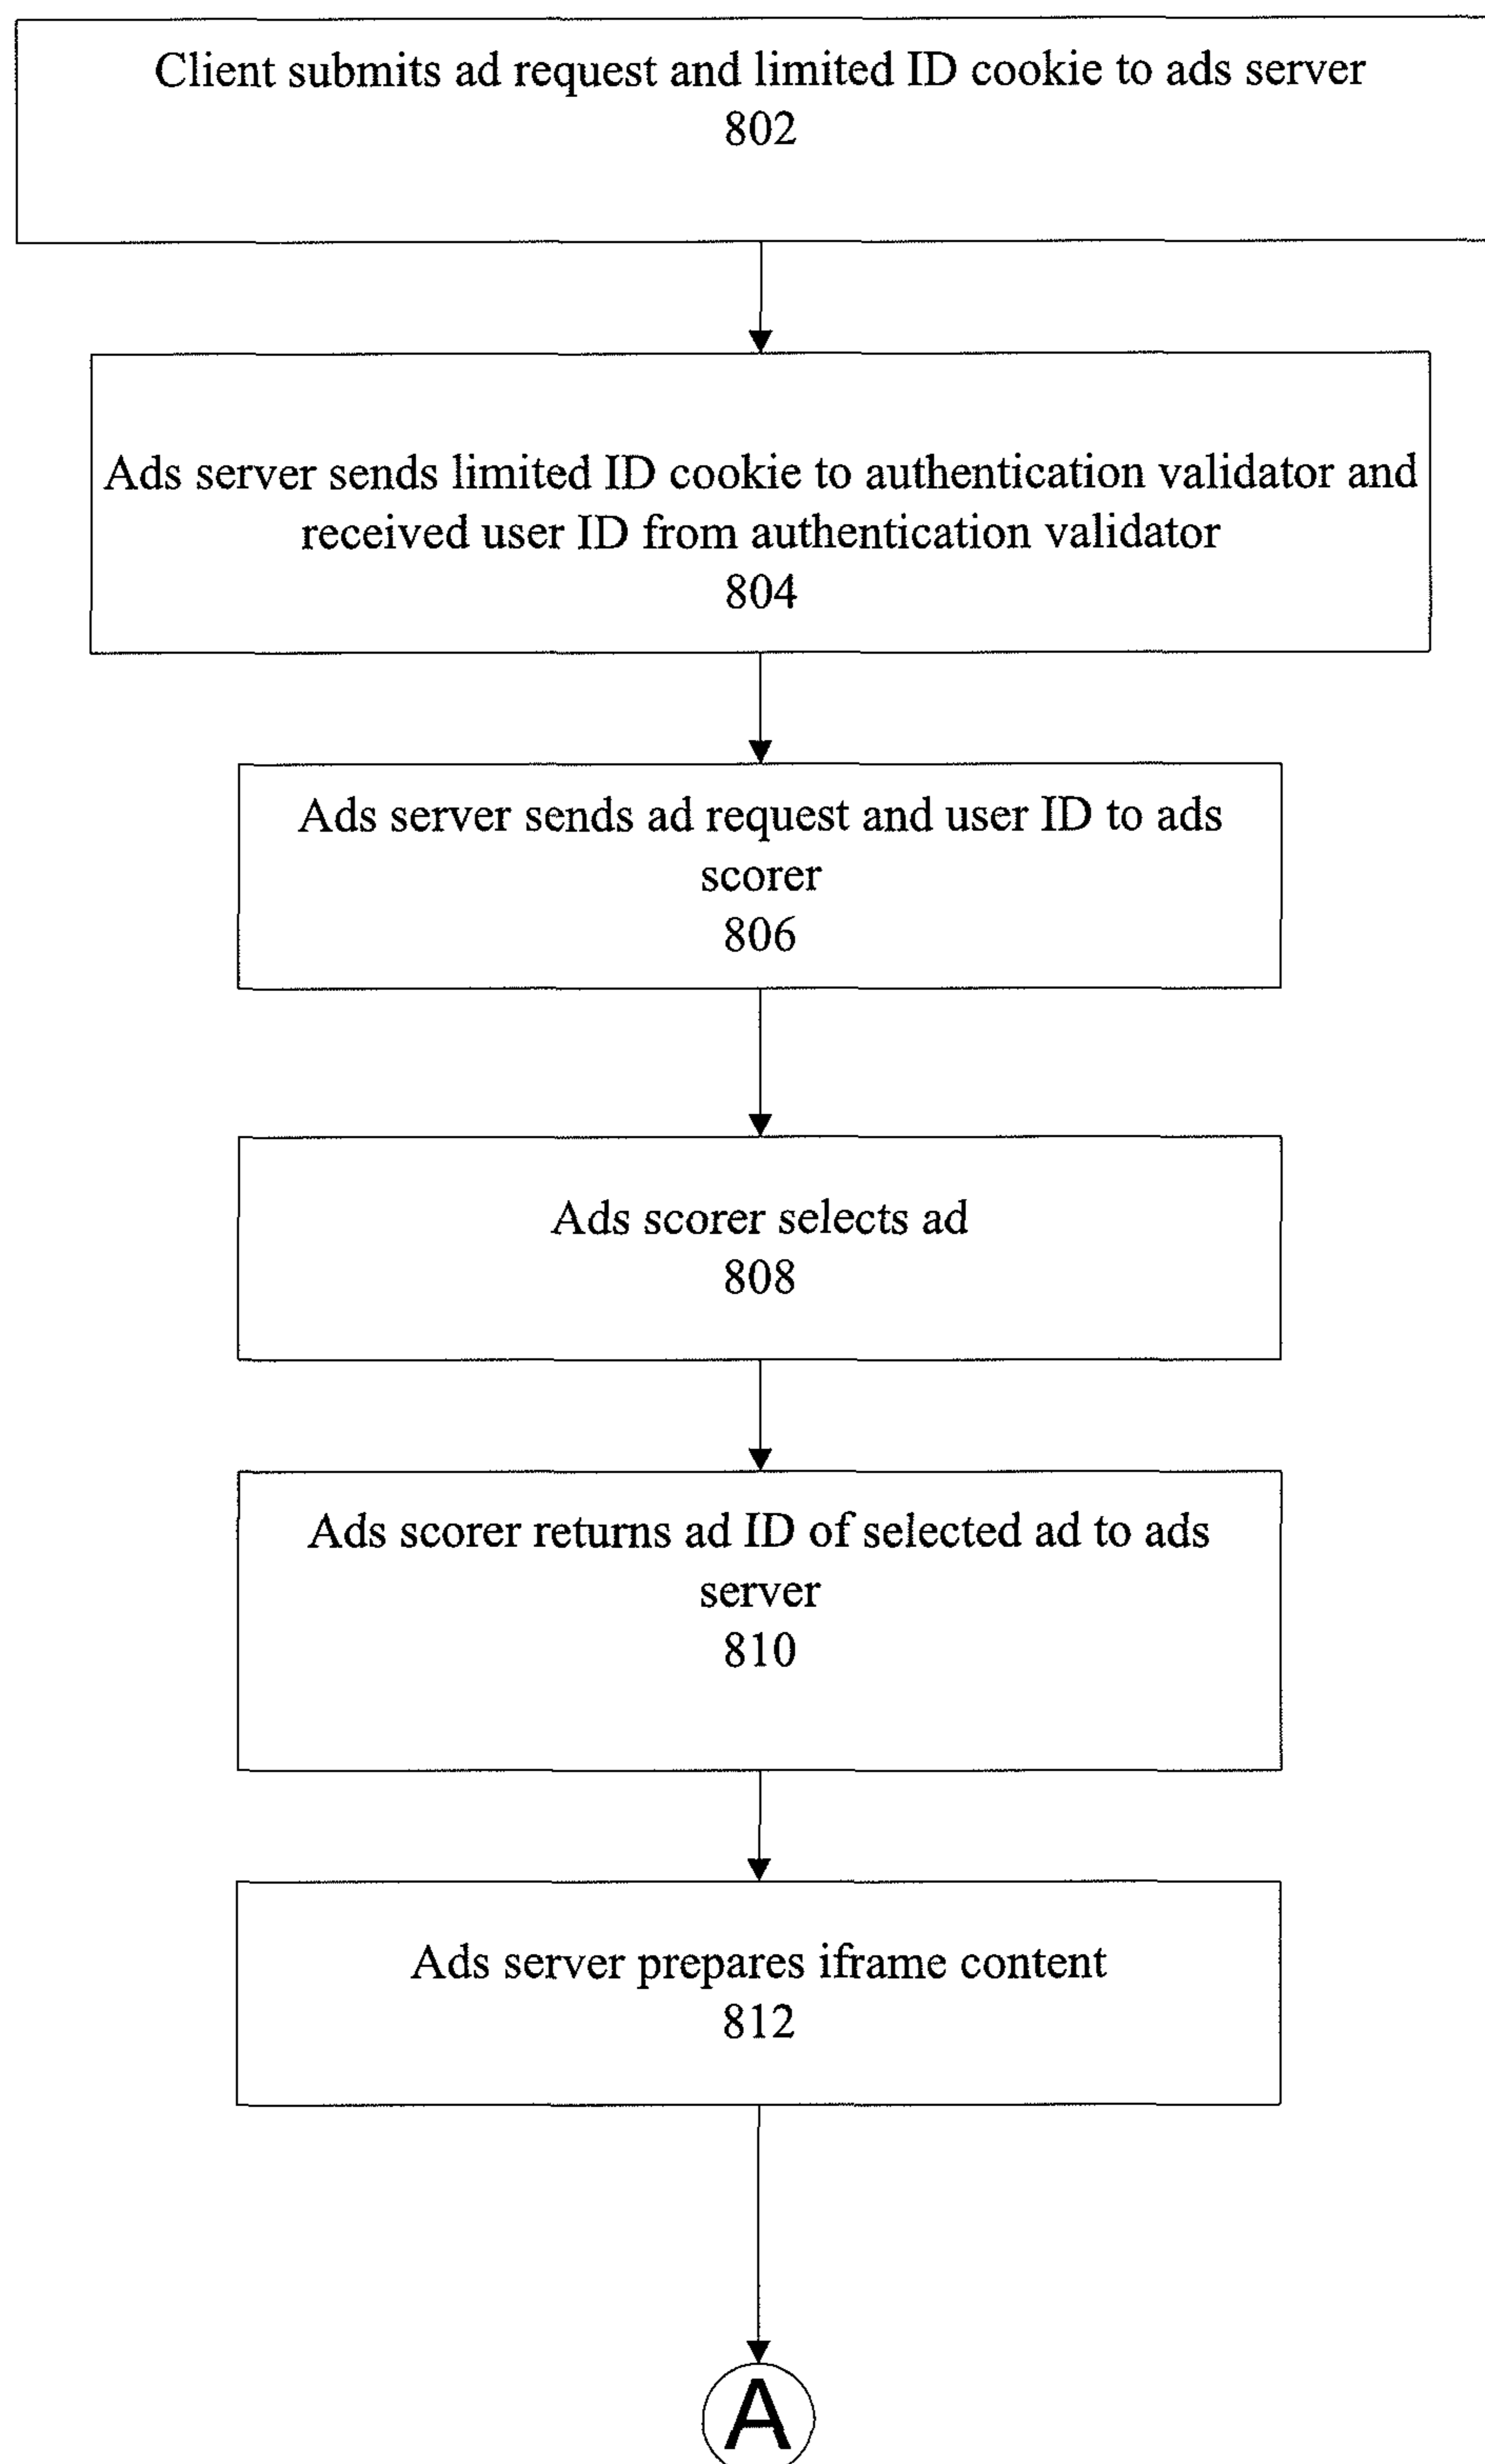 Client submits ad request and limited ID cookie to ads server
802
Ads server sends limited ID cookie to authentication validator and
received user ID from authentication validator
804
Ads server sends ad request and user ID to ads
scorer
806
Ads scorer selects ad
808
Ads scorer returns ad ID of selected ad to ads
server
810
Ads server prepares iframe content
812
A